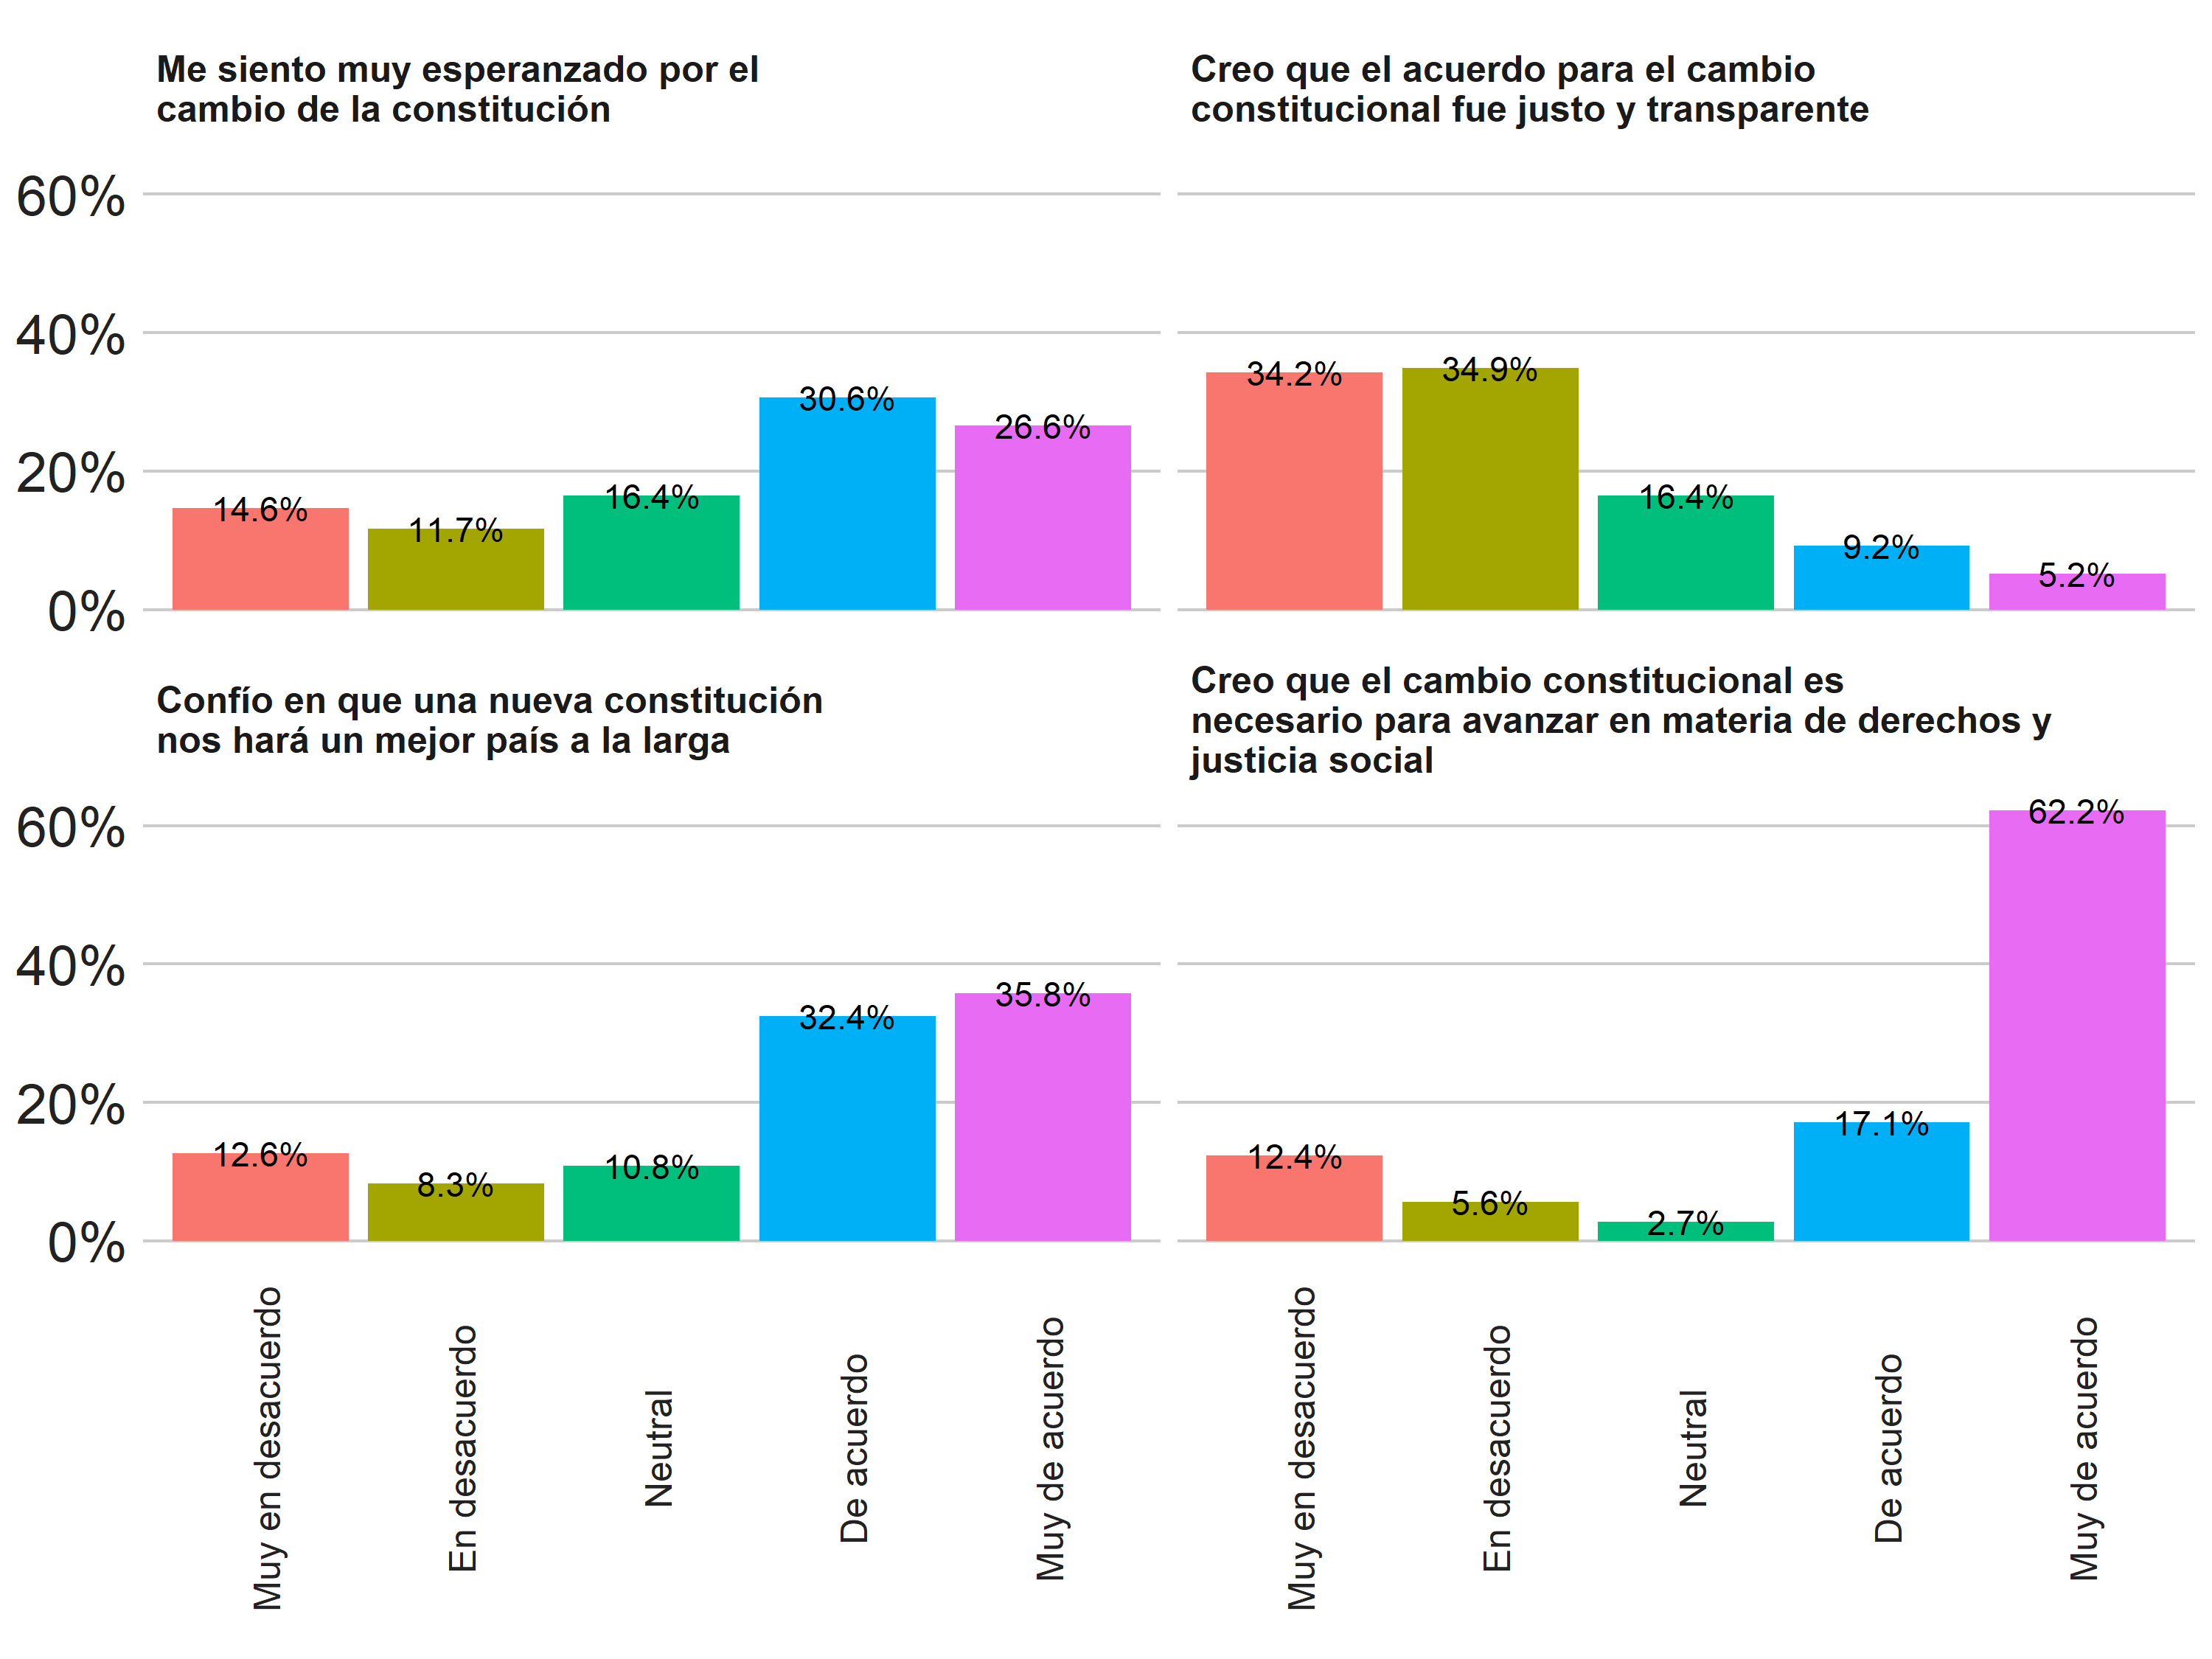 Me siento muy esperanzado por el
cambio de la constitución
Creo que el acuerdo para el cambio
constitucional fue justo y transparente
60%
40%
20%
0%
14.6%
11.7%
16.4%
30.6%
26.6%
34.2%
34.9%
16.4%
9.2%
5.2%
Confío en que una nueva constitución
nos hará un mejor país a la larga
Creo que el cambio constitucional es
necesario para avanzar en materia de derechos y
justicia social
60%
40%
20%
0%
12.6%
8.3%
10.8%
32.4%
35.8%
12.4%
5.6%
2.7%
17.1%
62.2%
Muy en desacuerdo
En desacuerdo
Neutral
De acuerdo
Muy de acuerdo
Muy en desacuerdo
En desacuerdo
Neutral
De acuerdo
Muy de acuerdo